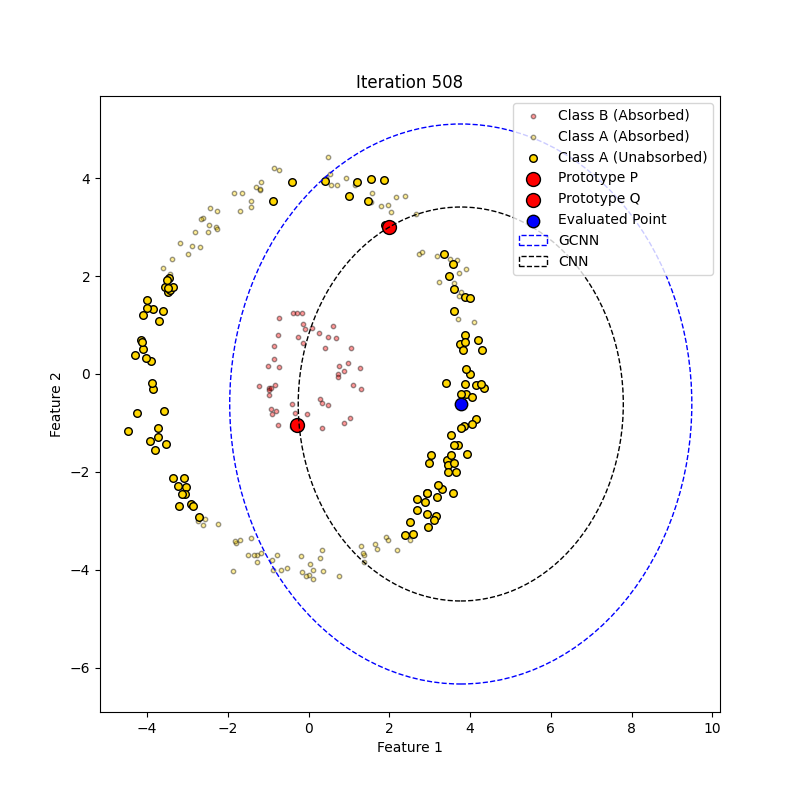 Iteration 508
Class B (Absorbed)
Class A (Absorbed)
Class A (Unabsorbed)
Prototype P
Prototype Q
Evaluated Point
GCNN
CNN
Feature 2
4
2
0
−2
−4
−6
−4
−2
0
2
4
6
8
10
Feature 1